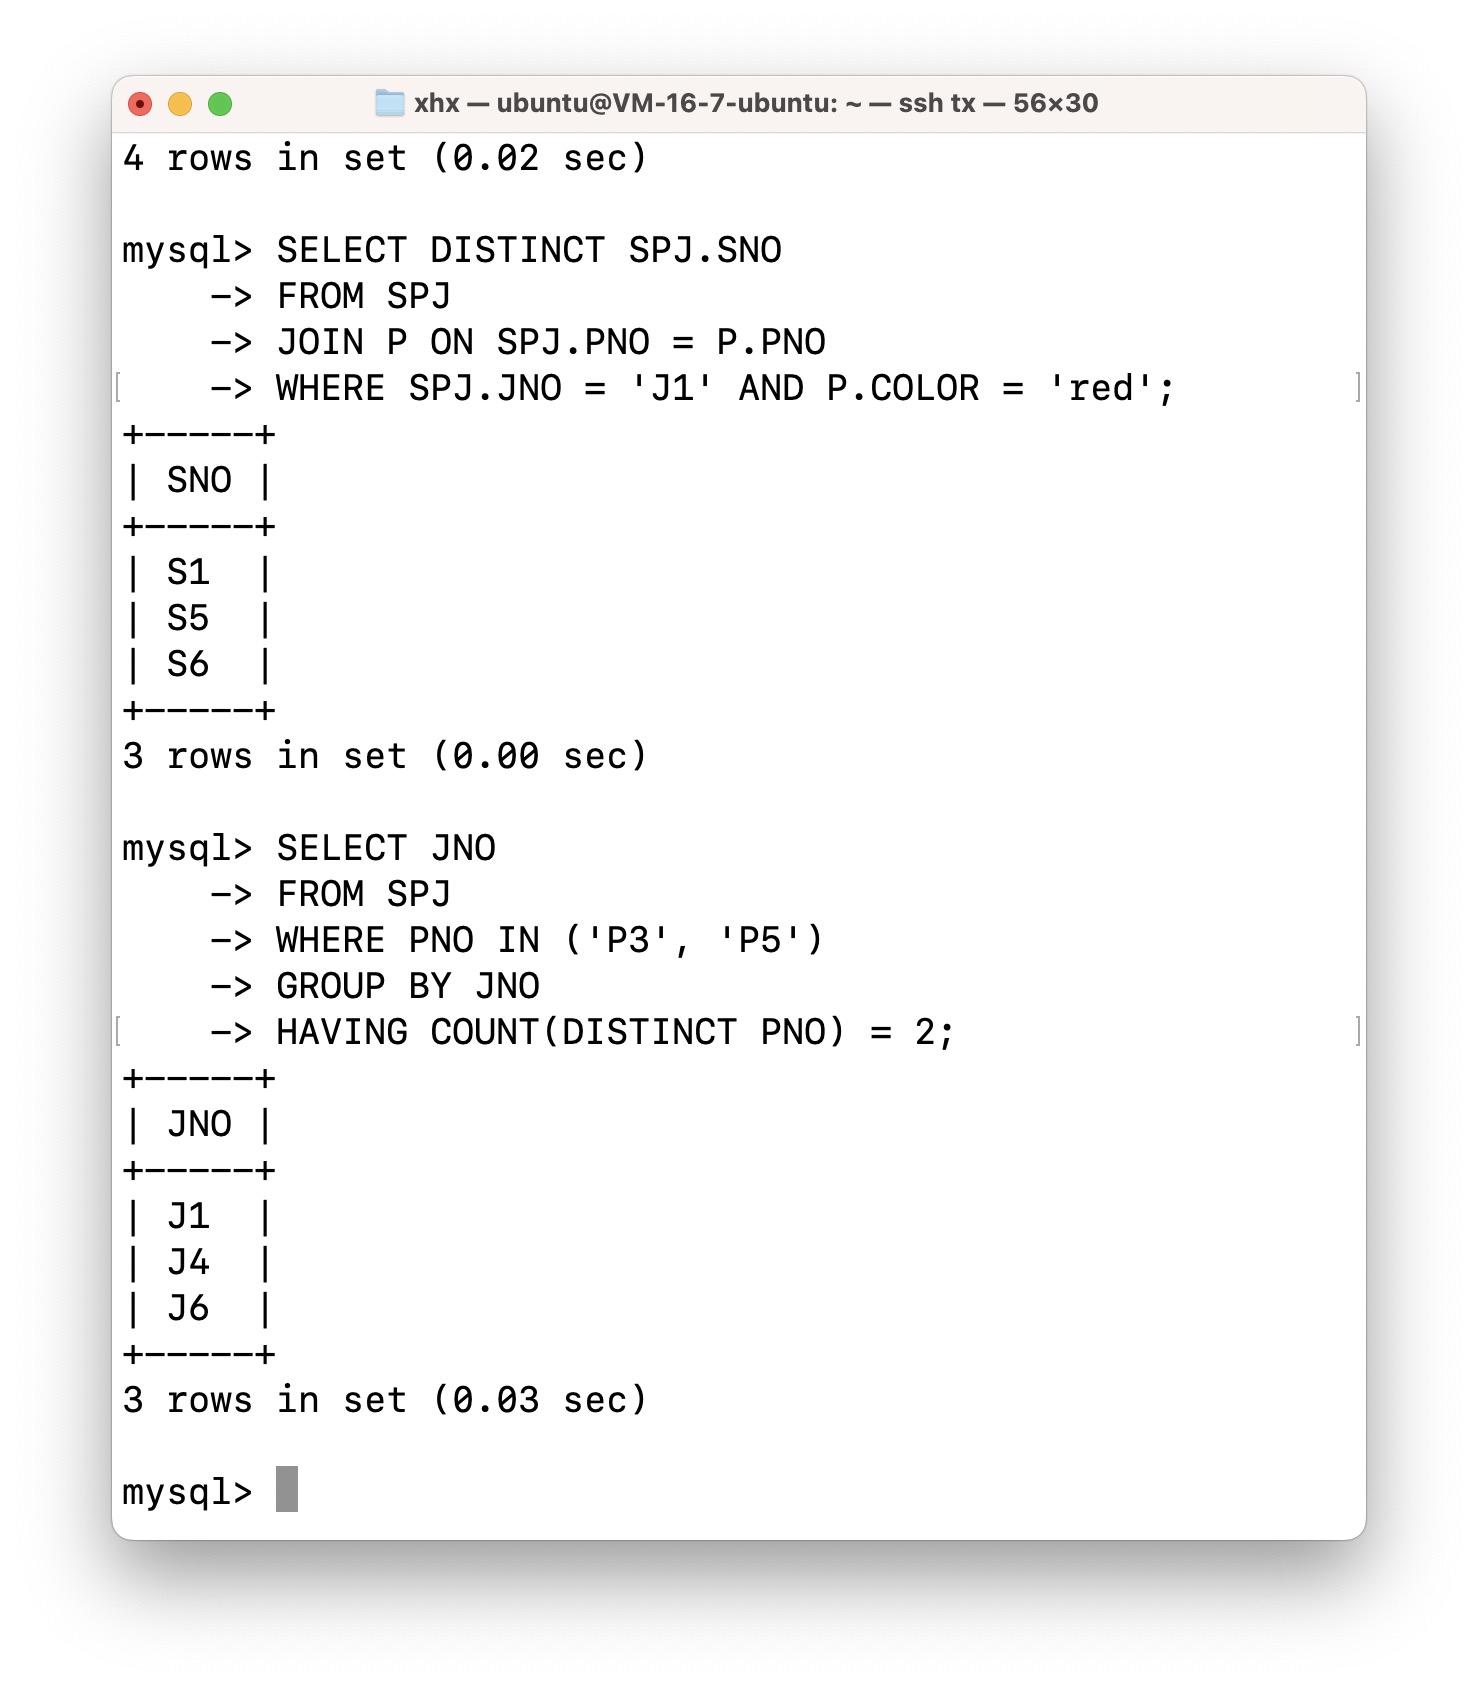 xhx — ubuntu@VM-16-7-ubuntu: ~ — ssh tx — 56×30
4 rows in set (0.02 sec)
mysql> SELECT DISTINCT SPJ.SNO
    -> FROM SPJ
    -> JOIN P ON SPJ.PNO = P.PNO
[    -> WHERE SPJ.JNO = 'J1' AND P.COLOR = 'red'; ]
+-----+
| SNO |
+-----+
| S1  |
| S5  |
| S6  |
+-----+
3 rows in set (0.00 sec)
mysql> SELECT JNO
    -> FROM SPJ
    -> WHERE PNO IN ('P3', 'P5')
    -> GROUP BY JNO
[    -> HAVING COUNT(DISTINCT PNO) = 2; ]
+-----+
| JNO |
+-----+
| J1  |
| J4  |
| J6  |
+-----+
3 rows in set (0.03 sec)
mysql>